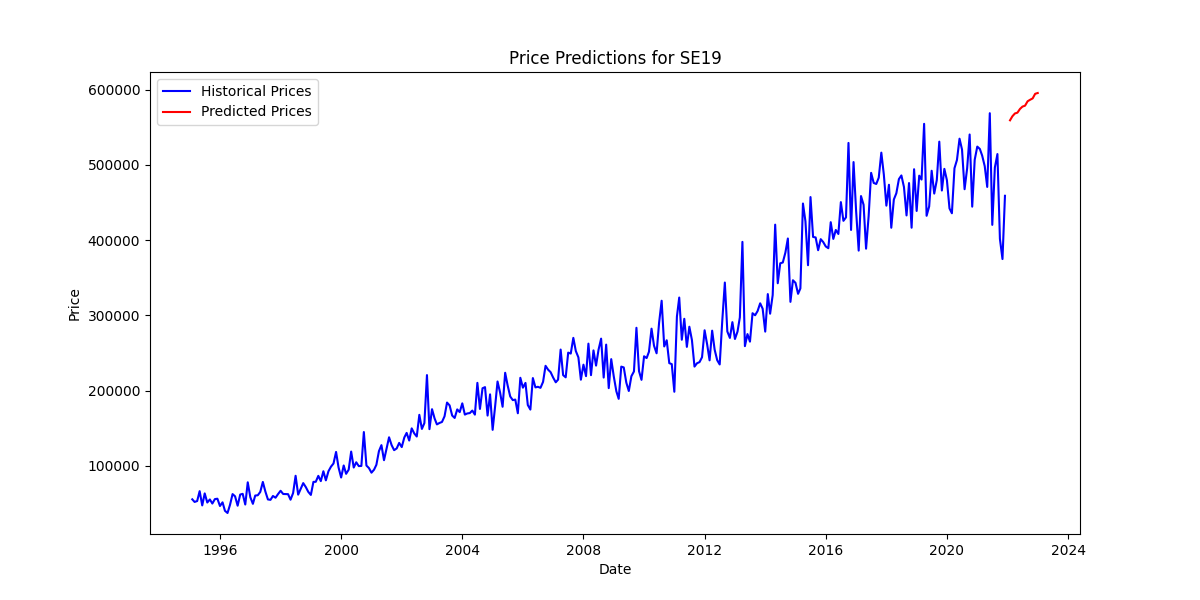 Price Predictions for SE19
Historical Prices
Predicted Prices
600000
500000
400000
300000
200000
100000
Price
1996 2000 2004 2008 2012 2016 2020 2024
Date